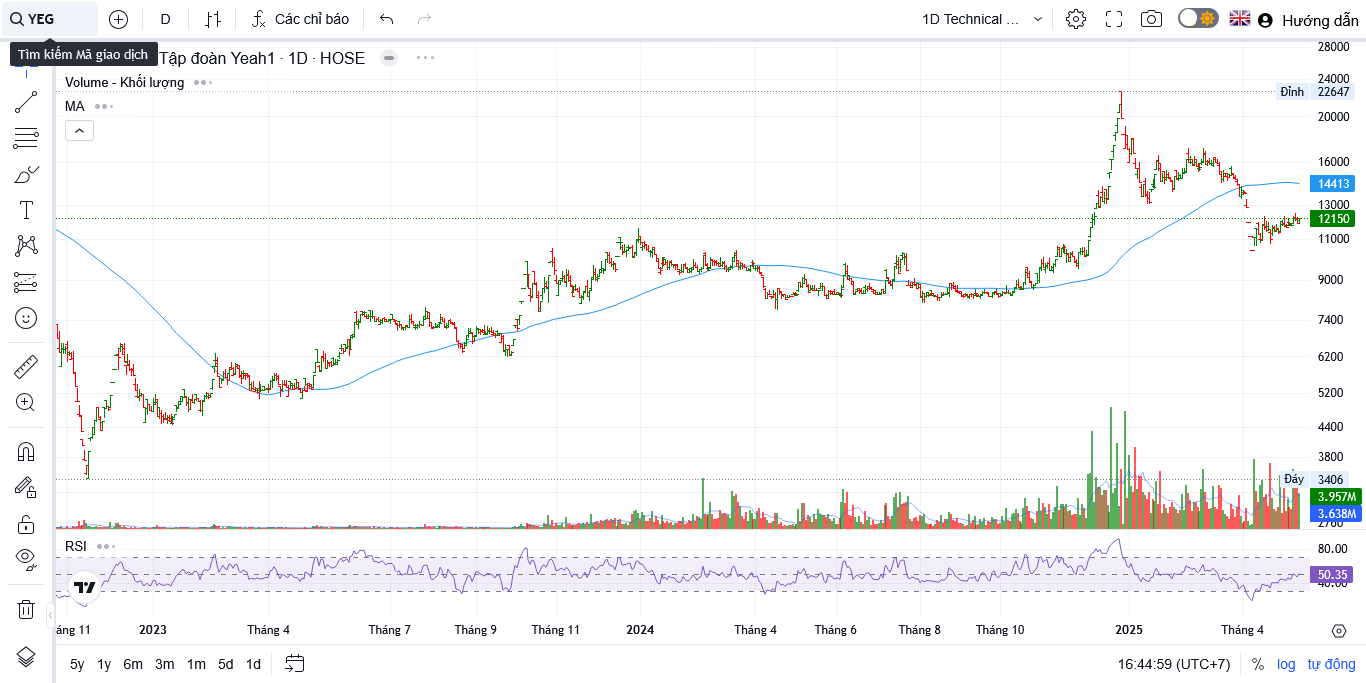 YEG
D
Các chỉ báo
1D Technical ...
Hướng dẫn
Tìm kiếm Mã giao dịch
Tập đoàn Yeah1 · 1D · HOSE
Volume - Khối lượng
MA
28000
24000
Đỉnh 22647
20000
16000
14413
13000
12150
11000
9000
7400
6200
5200
4400
3800
Đáy 3406
3.957M
3.638M
2760
RSI
80.00
50.35
40.00
áng 11 2023 Tháng 4 Tháng 7 Tháng 9 Tháng 11 2024 Tháng 4 Tháng 6 Tháng 8 Tháng 10 2025 Tháng 4
5y 1y 6m 3m 1m 5d 1d
16:44:59 (UTC+7) % log tự động